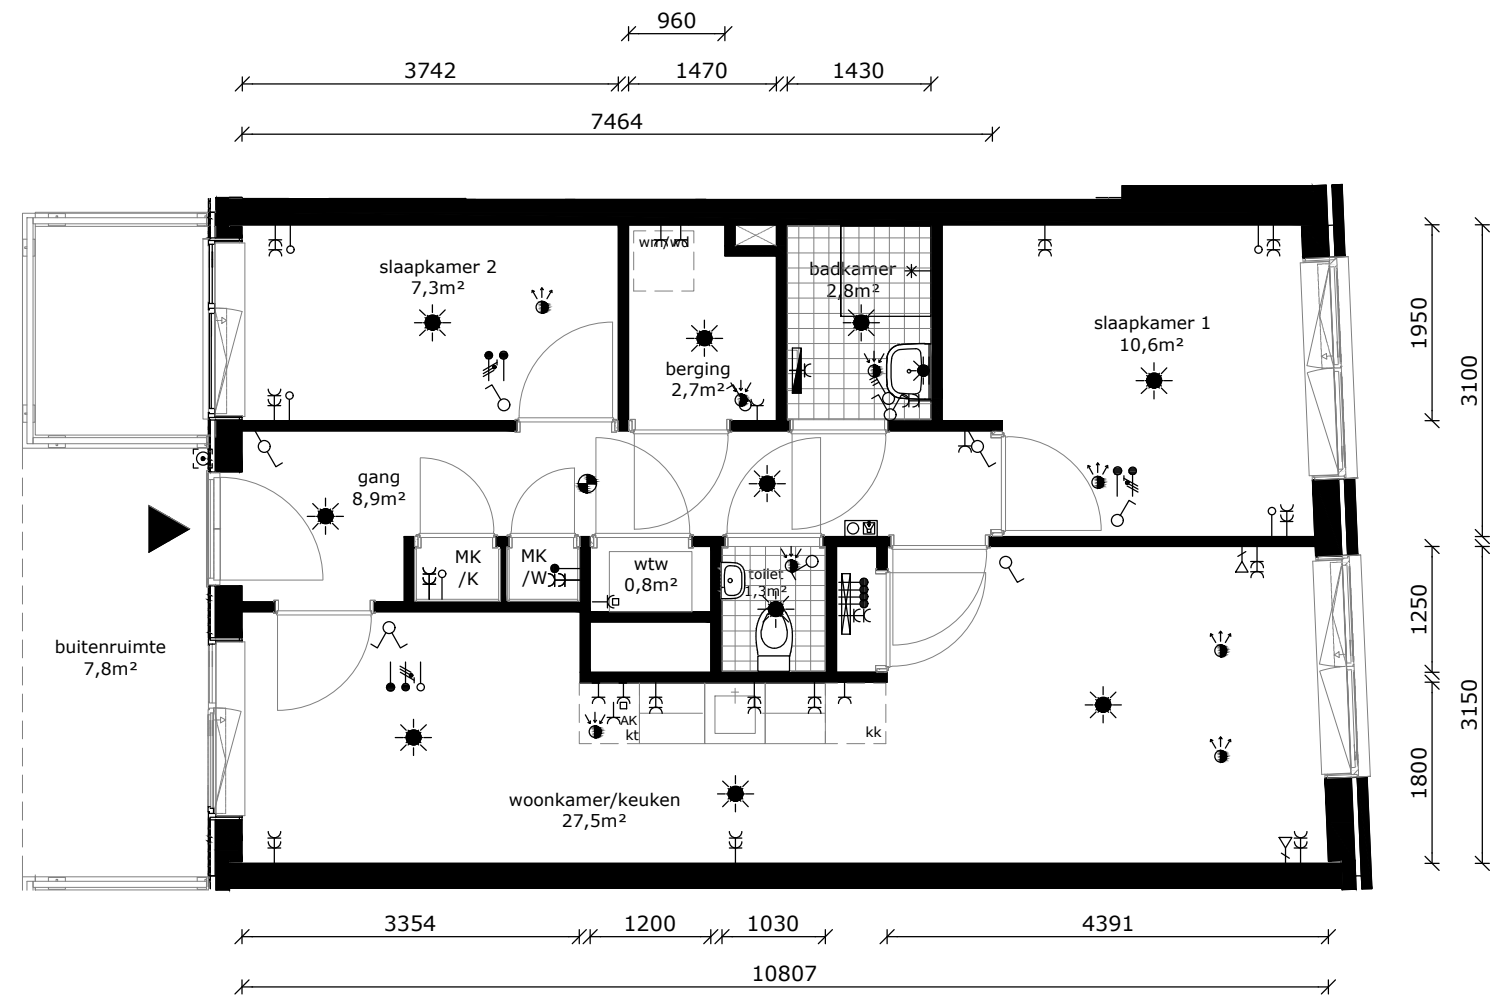 960
3742
1470
1430
7464
wm/wd
slaapkamer 2
7,3m²
badkamer
2,8m²
slaapkamer 1
10,6m²
berging
2,7m²
1950
3100
gang
8,9m²
MK
/K
MK
/W
wtw
0,8m²
toilet
1,3m²
buitenruimte
7,8m²
1250
3150
1800
AK
kt
kk
woonkamer/keuken
27,5m²
3354
1200
1030
4391
10807